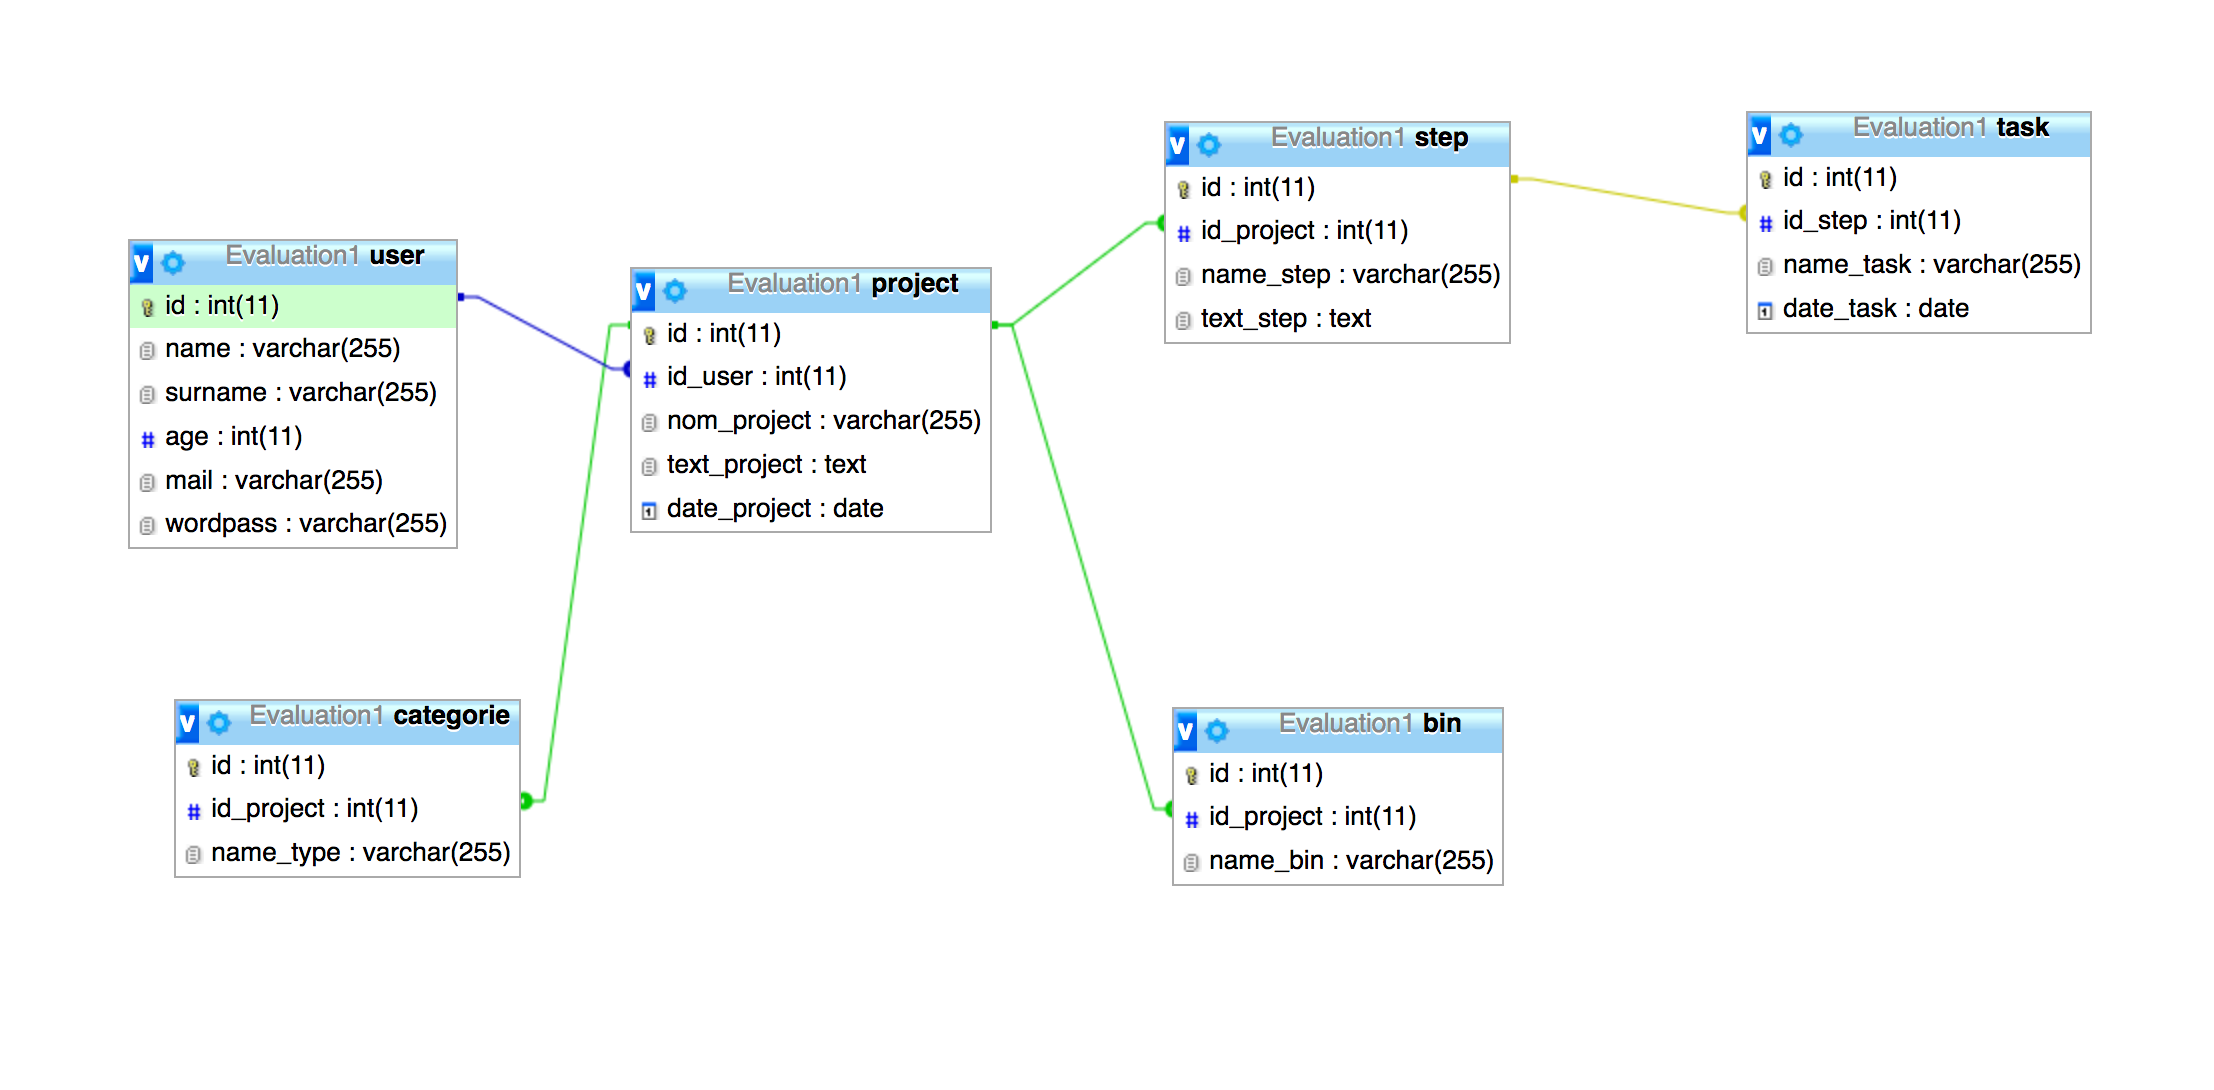 v Evaluation1 user
id : int(11)
name : varchar(255)
surname : varchar(255)
# age : int(11)
mail : varchar(255)
wordpass : varchar(255)
v Evaluation1 project
id : int(11)
# id_user : int(11)
nom_project : varchar(255)
text_project : text
date_project : date
v Evaluation1 step
id : int(11)
# id_project : int(11)
name_step : varchar(255)
text_step : text
v Evaluation1 task
id : int(11)
# id_step : int(11)
name_task : varchar(255)
date_task : date
v Evaluation1 categorie
id : int(11)
# id_project : int(11)
name_type : varchar(255)
v Evaluation1 bin
id : int(11)
# id_project : int(11)
name_bin : varchar(255)